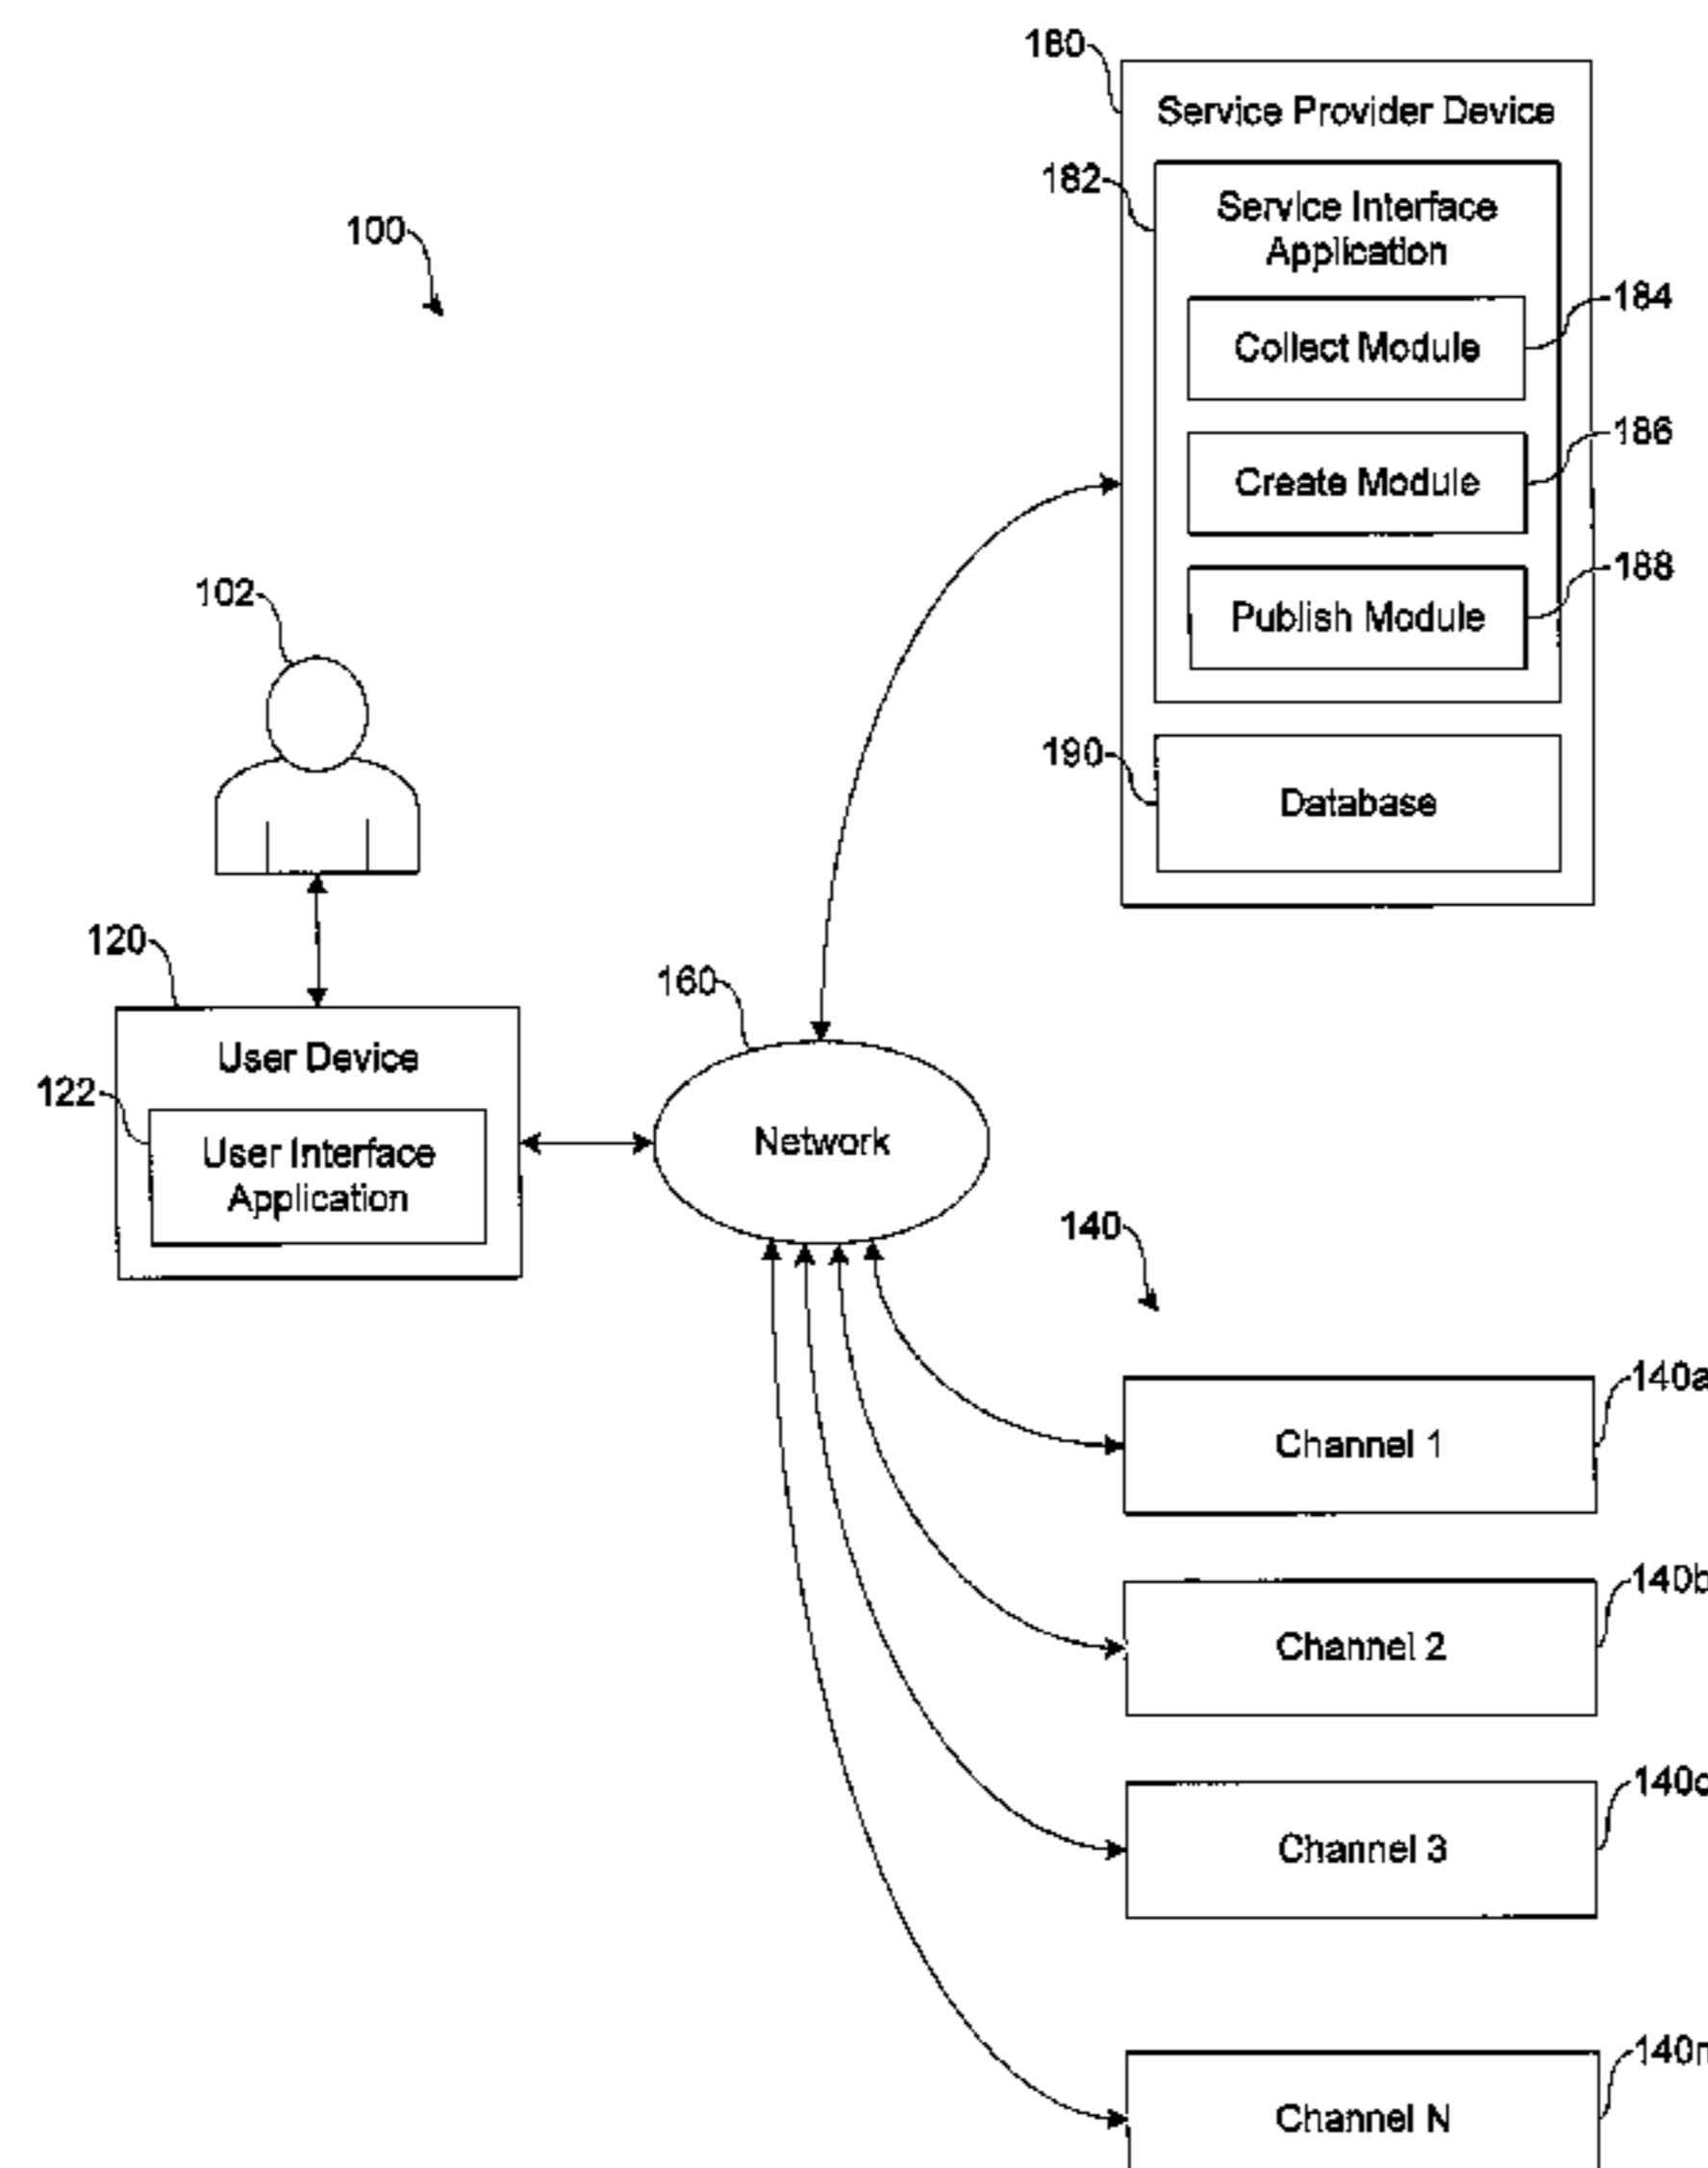 180
Service Provider Device
182
Service Interface
Application
100
184
Collect Module
186
Create Module
188
Publish Module
102
190
Database
120
160
User Device
122
User Interface
Application
Network
140
140a
Channel 1
140b
Channel 2
140c
Channel 3
140n
Channel N